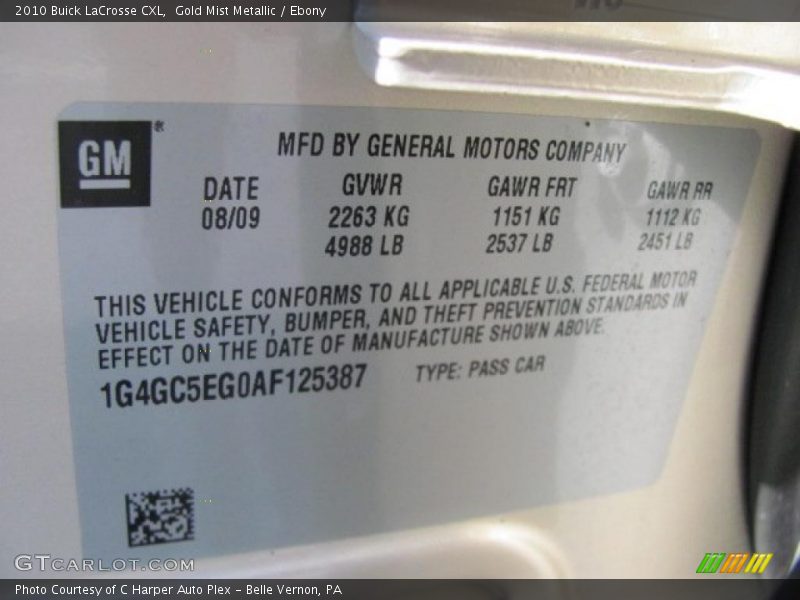 2010 Buick LaCrosse CXL,  Gold Mist Metallic / Ebony
GM
®
MFD BY GENERAL MOTORS COMPANY
DATE GVWR GAWR FRT GAWR RR
08/09 2263 KG 1151 KG 1112 KG
4988 LB 2537 LB 2451 LB
THIS VEHICLE CONFORMS TO ALL APPLICABLE U.S. FEDERAL MOTOR
VEHICLE SAFETY, BUMPER, AND THEFT PREVENTION STANDARDS IN
EFFECT ON THE DATE OF MANUFACTURE SHOWN ABOVE.
1G4GC5EG0AF125387 TYPE: PASS CAR
GTCARLOT.COM
Photo Courtesy of C Harper Auto Plex – Belle Vernon, PA